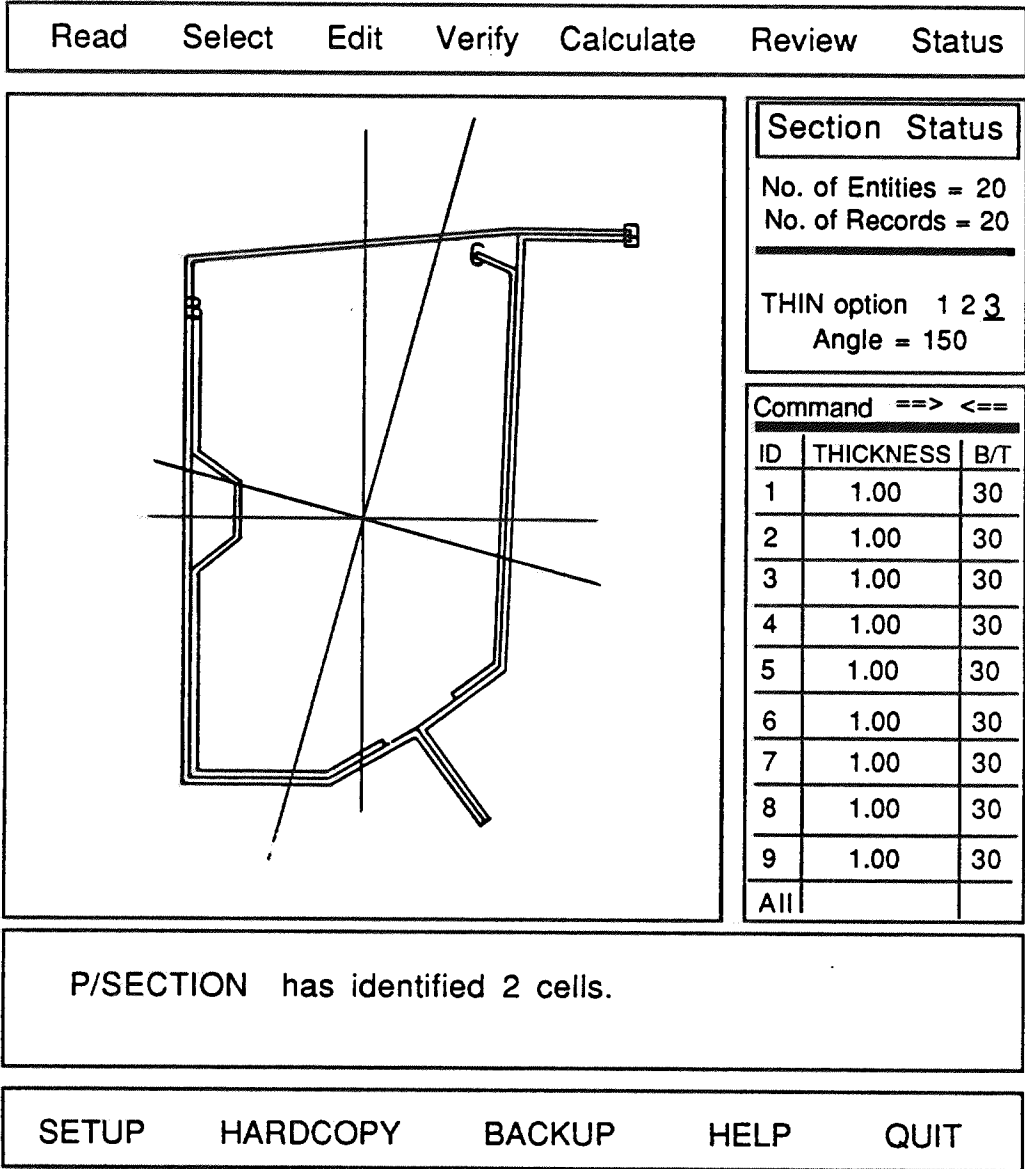 Read Select Edit Verify Calculate Review Status
Section Status
No. of Entities = 20
No. of Records = 20
THIN option 1 2 3
Angle = 150
Command ==> <==
ID THICKNESS B/T
1 1.00 30
2 1.00 30
3 1.00 30
4 1.00 30
5 1.00 30
6 1.00 30
7 1.00 30
8 1.00 30
9 1.00 30
All
P/SECTION has identified 2 cells.
SETUP HARDCOPY BACKUP HELP QUIT